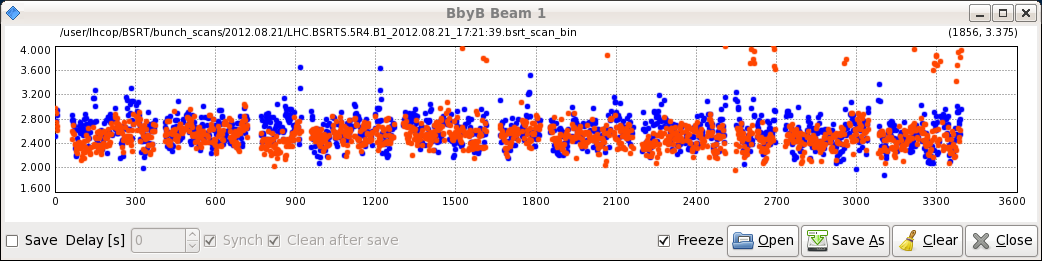 BbyB Beam 1
/user/lhcop/BSRT/bunch_scans/2012.08.21/LHC.BSRTS.5R4.B1_2012.08.21_17:21:39.bsrt_scan_bin (1856, 3.375)
4.000
3.600
3.200
2.800
2.400
2.000
1.600
0 300 600 900 1200 1500 1800 2100 2400 2700 3000 3300 3600
Save Delay [s] 0 Synch Clean after save Freeze Open Save As Clear Close